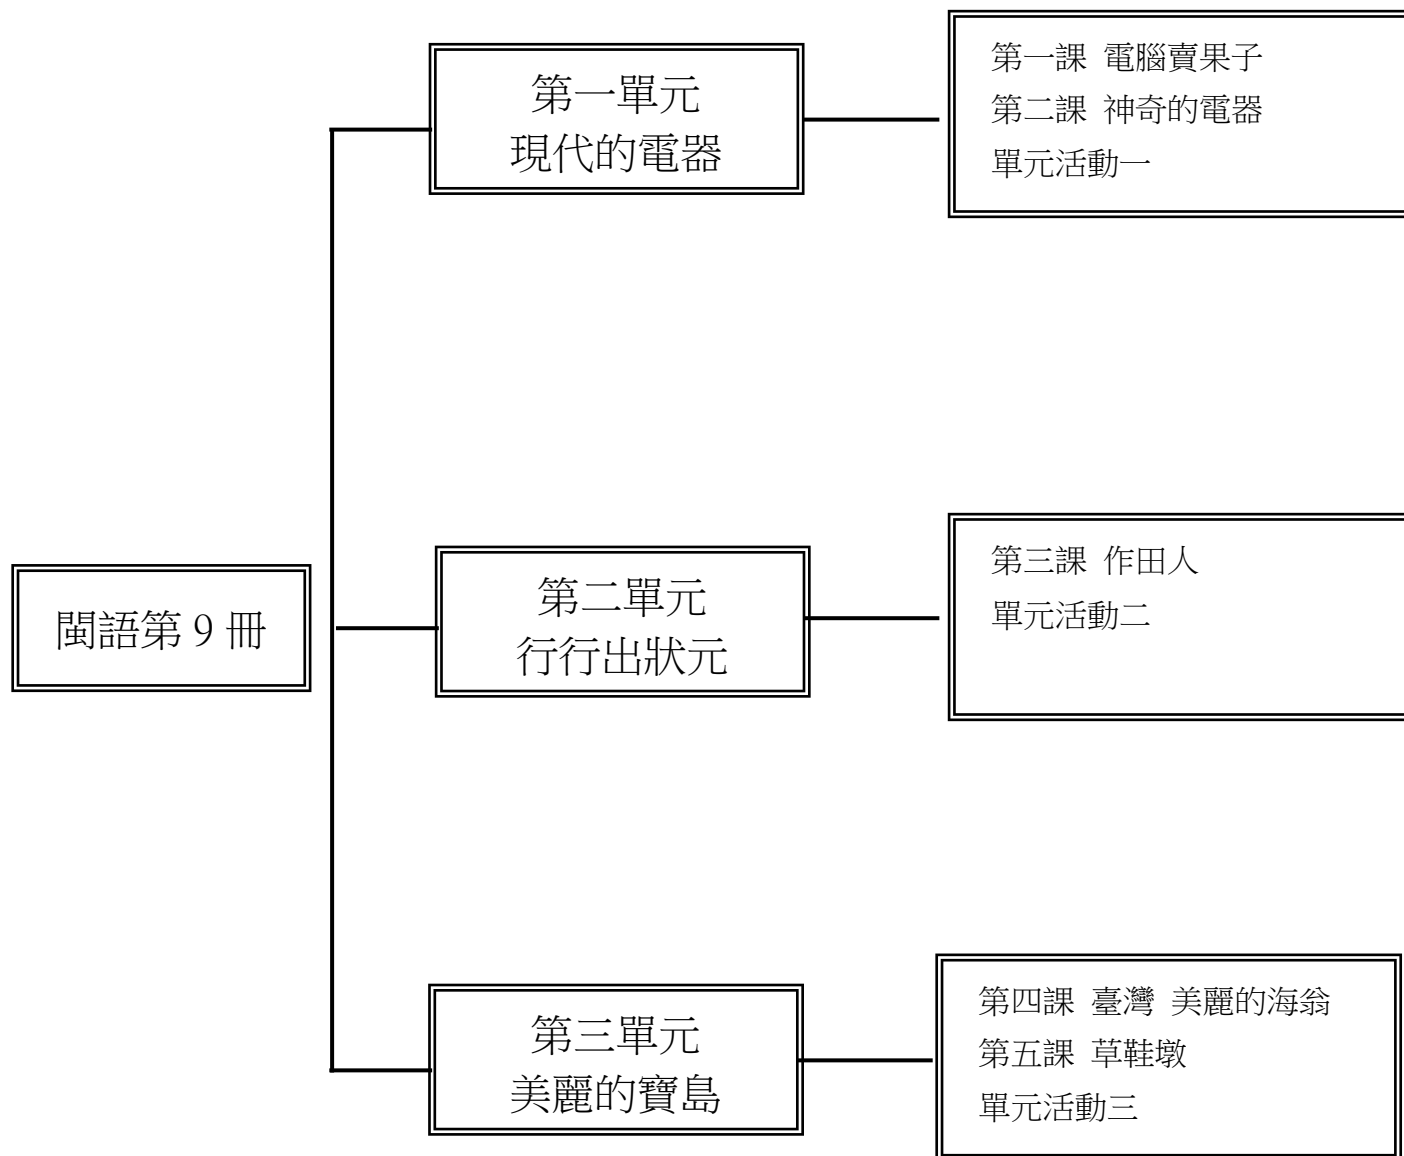 閩語第 9 冊
第一單元
現代的電器
第一課 電腦賣果子
第二課 神奇的電器
單元活動一
第二單元
行行出狀元
第三課 作田人
單元活動二
第三單元
美麗的寶島
第四課 臺灣 美麗的海翁
第五課 草鞋墩
單元活動三